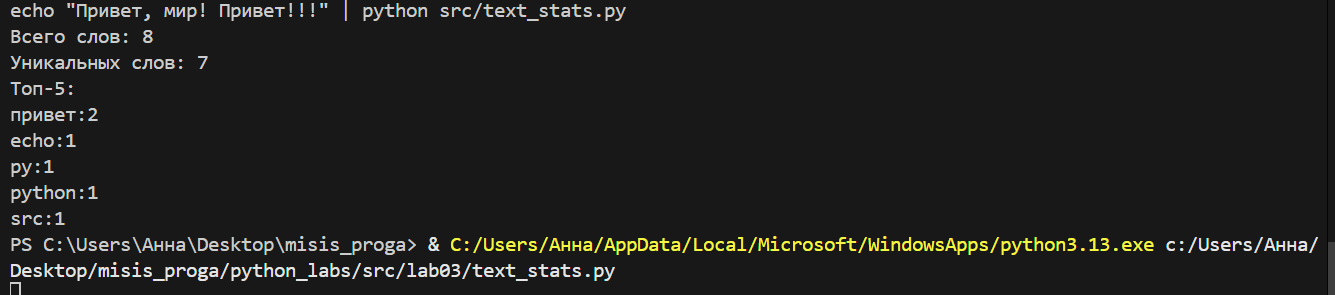 echo "Привет, мир! Привет!!!" | python src/text_stats.py
Всего слов: 8
Уникальных слов: 7
Топ-5:
привет:2
echo:1
py:1
python:1
src:1
PS C:\Users\Анна\Desktop\misis_proga> & C:/Users/Анна/AppData/Local/Microsoft/WindowsApps/python3.13.exe c:/Users/Анна/
Desktop/misis_proga/python_labs/src/lab03/text_stats.py